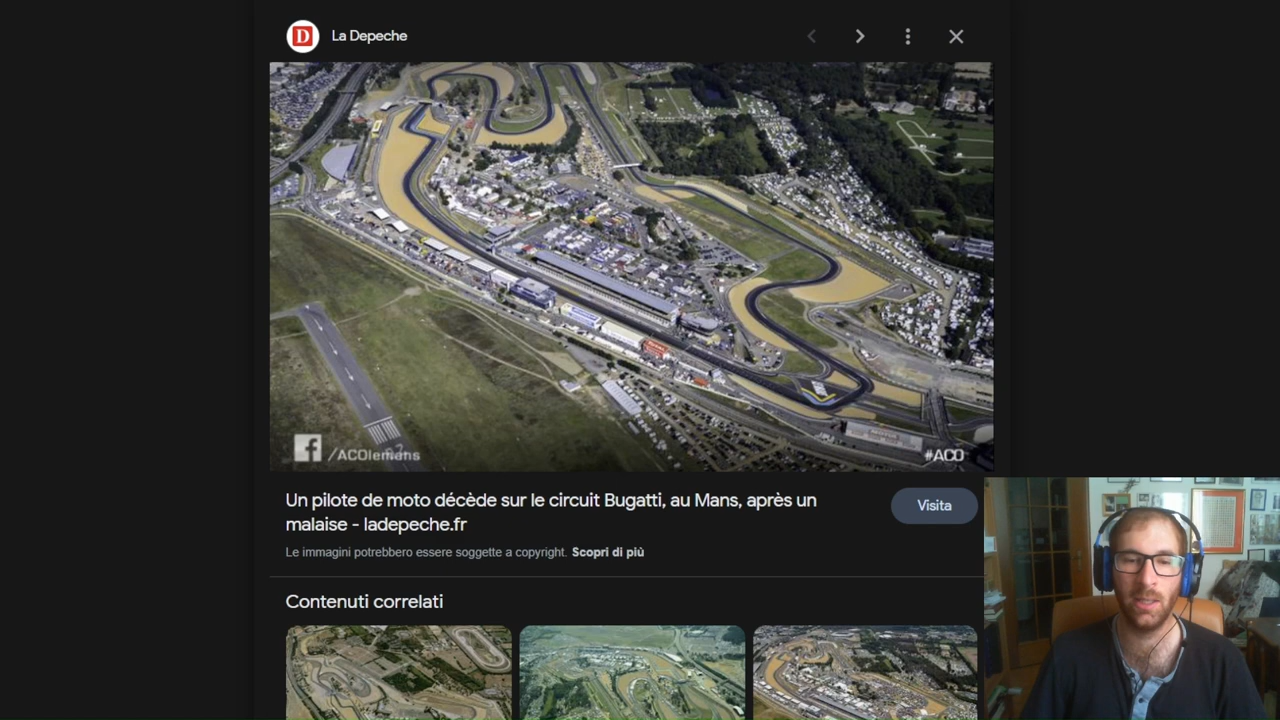 D La Depeche
/ACOlemans
#ACO
Un pilote de moto décède sur le circuit Bugatti, au Mans, après un
malaise - ladepeche.fr
Visita
Le immagini potrebbero essere soggette a copyright. Scopri di più
Contenuti correlati